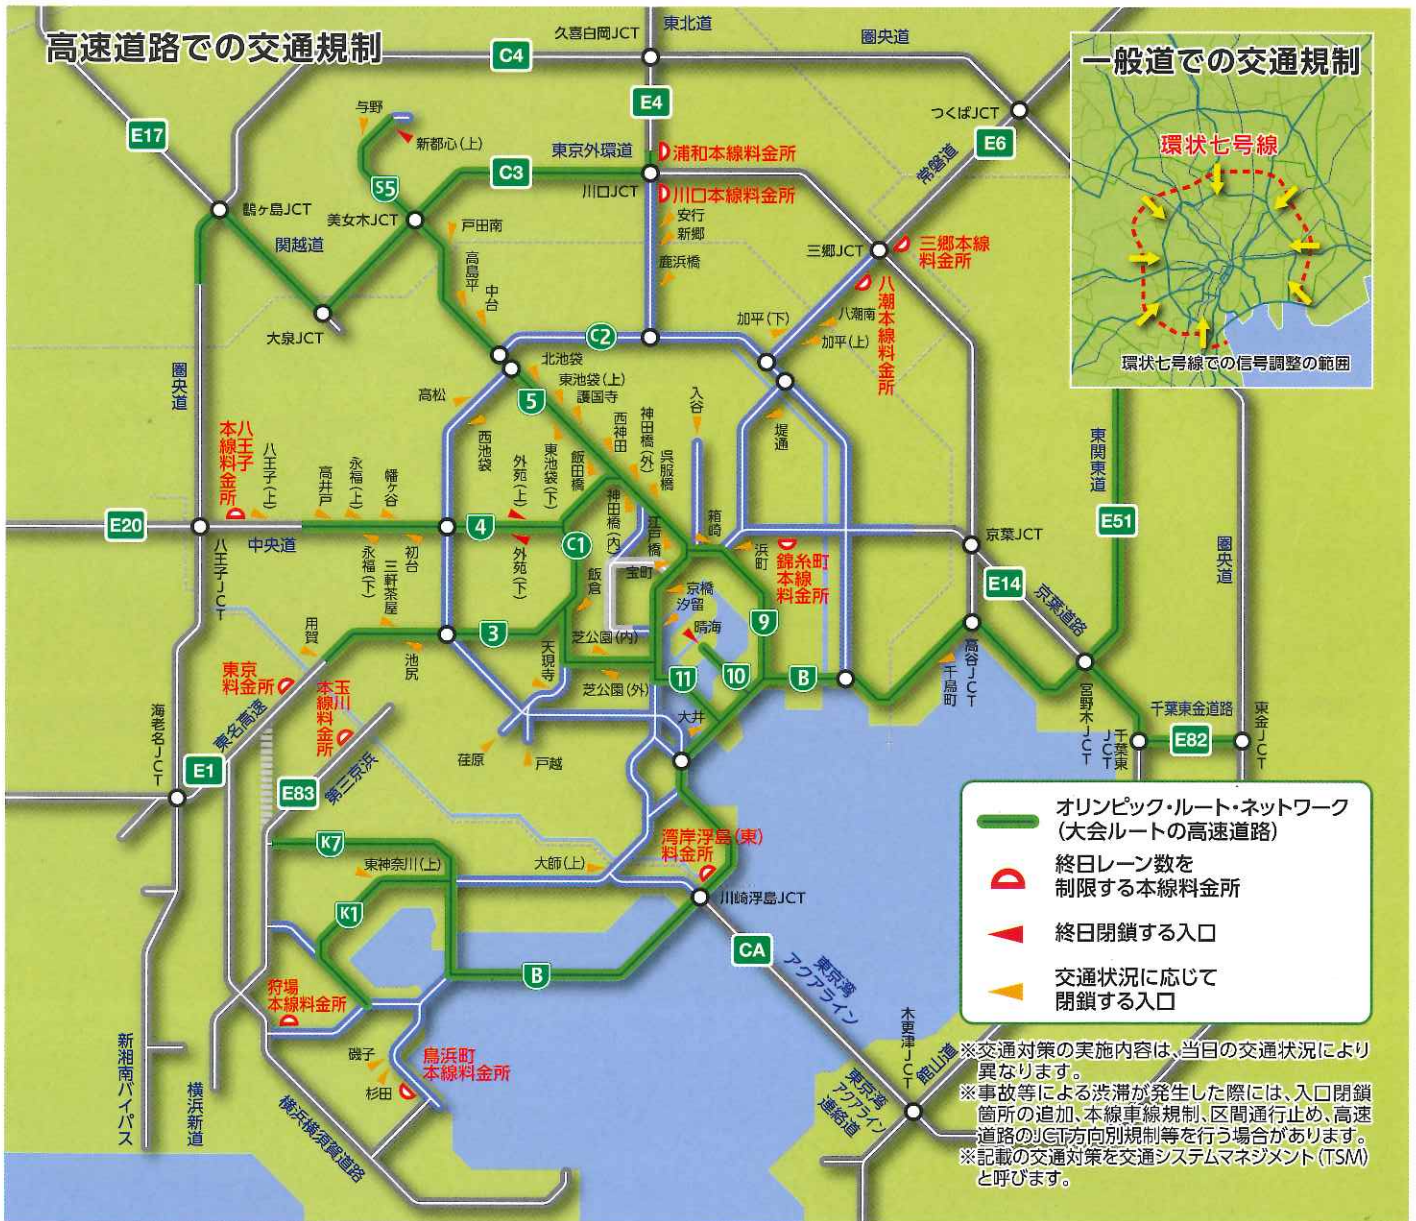 高速道路での交通規制
久喜白岡JCT
東北道
圏央道
C4
E4
E17
与野
新都心(上)
S5
東京外環道
C3
浦和本線料金所
川口JCT
川口本線料金所
安行
新郷
鹿浜橋
つくばJCT
E6
常磐道
一般道での交通規制
環状七号線
環状七号線での信号調整の範囲
鶴ヶ島JCT
関越道
美女木JCT
戸田南
高島平
中台
大泉JCT
三郷JCT
三郷本線
料金所
八潮本線料金所
八潮南
加平(下)
加平(上)
C2
圏央道
高松
西池袋
北池袋
5
東池袋(上)
護国寺
西神田
神田橋(外)
呉服橋
入谷
堤通
八王子
本線料金所
八王子(上)
高井戸
永福(上)
幡ヶ谷
外苑(上)
東池袋(下)
飯田橋
神田橋(内)
江戸橋
箱崎
浜町
錦糸町
本線
料金所
東関東道
E51
圏央道
E20
中央道
八王子JCT
永福(下)
三軒茶屋
初台
4
外苑(下)
C1
飯倉
宝町
京橋
汐留
晴海
9
京葉JCT
E14
京葉道路
用賀
池尻
3
天現寺
芝公園(内)
芝公園(外)
11
10
B
千鳥町
高谷JCT
宮野木JCT
千葉東金道路
千葉東
JCT
E82
東金JCT
東京
料金所
玉川
本線料金所
海老名JCT
東名高速
E1
E83
第三京浜
荏原
戸越
大井
K7
東神奈川(上)
大師(上)
湾岸浮島(東)
料金所
川崎浮島JCT
K1
B
CA
東京湾
アクアライン
狩場
本線料金所
磯子
杉田
鳥浜町
本線料金所
新湘南バイパス
横浜新道
横浜横須賀道路
木更津JCT
館山道
東京湾
アクアライン
連絡道
オリンピック・ルート・ネットワーク
(大会ルートの高速道路)
終日レーン数を
制限する本線料金所
終日閉鎖する入口
交通状況に応じて
閉鎖する入口
※交通対策の実施内容は、当日の交通状況により
異なります。
※事故等による渋滞が発生した際には、入口閉鎖
箇所の追加、本線車線規制、区間通行止め、高速
道路のJCT方向別規制等を行う場合があります。
※記載の交通対策を交通システムマネジメント(TSM)
と呼びます。